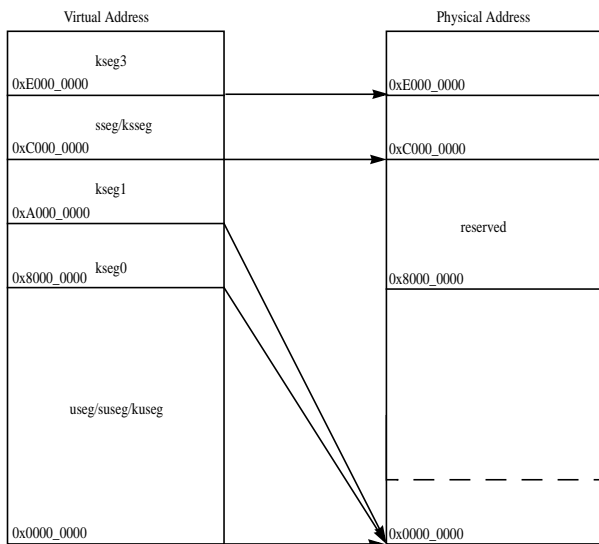 Virtual Address
kseg3
0xE000_0000
sseg/ksseg
0xC000_0000
kseg1
0xA000_0000
kseg0
0x8000_0000
useg/suseg/kuseg
0x0000_0000
Physical Address
0xE000_0000
0xC000_0000
reserved
0x8000_0000
0x0000_0000